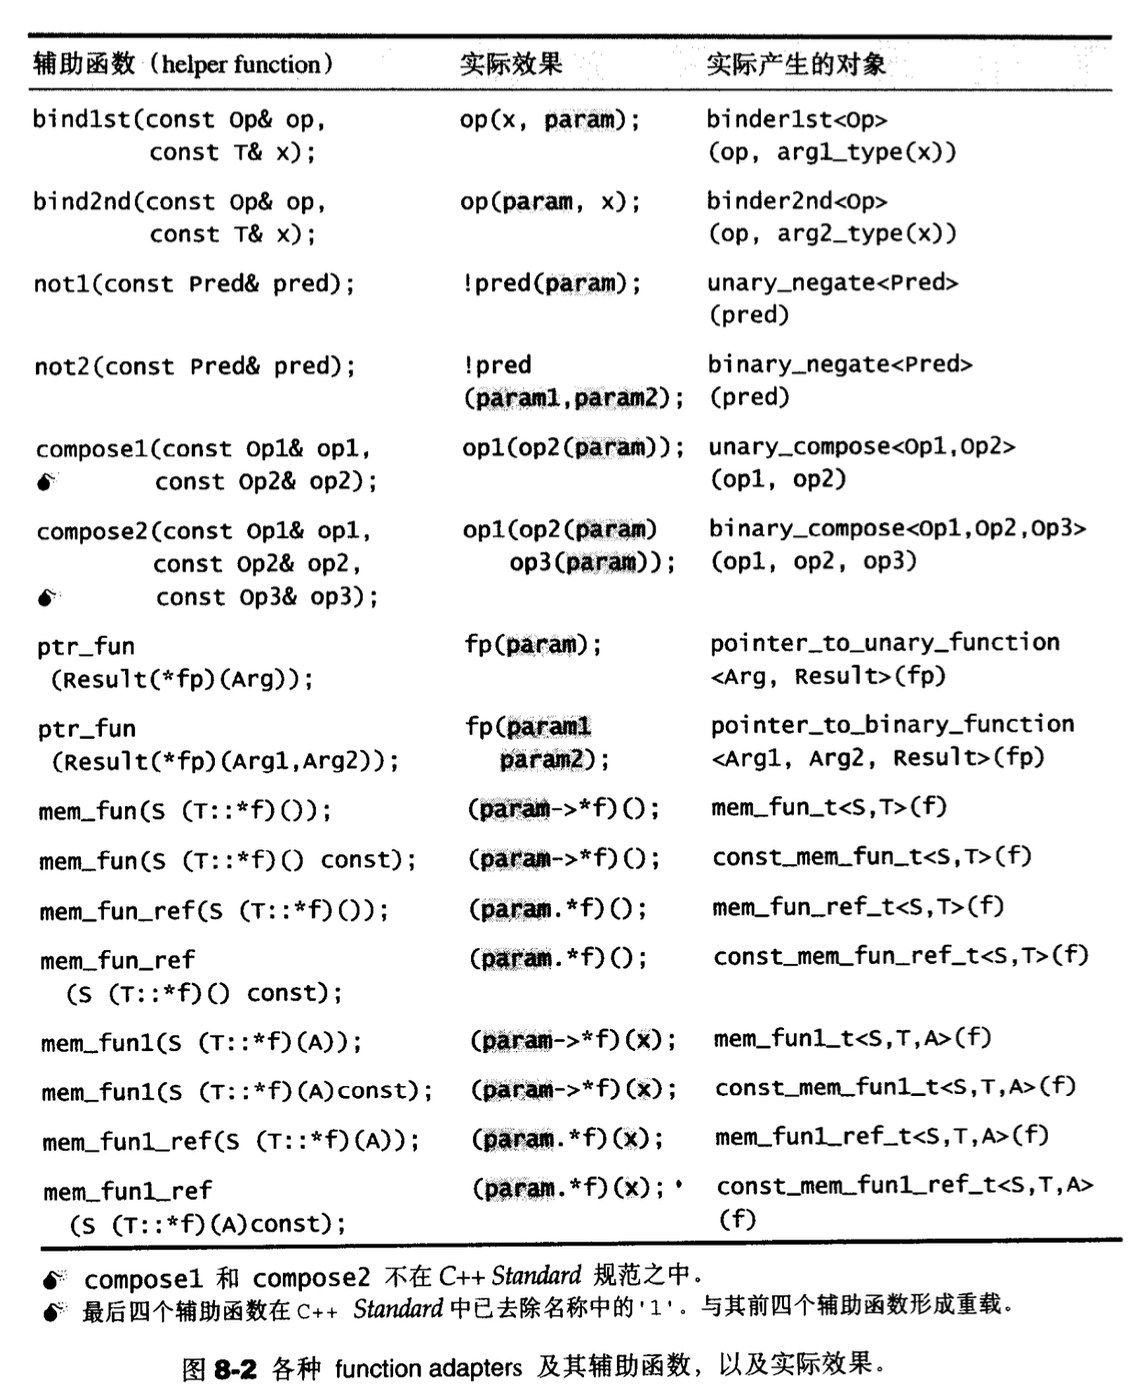 辅助函数（helper function） 实际效果 实际产生的对象
bind1st(const Op& op, op(x, param); binder1st<Op>
const T& x); (op, arg1_type(x))
bind2nd(const Op& op, op(param, x); binder2nd<Op>
const T& x); (op, arg2_type(x))
not1(const Pred& pred); !pred(param); unary_negate<Pred>
(pred)
not2(const Pred& pred); !pred binary_negate<Pred>
(param1,param2); (pred)
compose1(const Op1& op1, op1(op2(param)); unary_compose<Op1,Op2>
const Op2& op2); (op1, op2)
compose2(const Op1& op1, op1(op2(param) binary_compose<Op1,Op2,Op3>
const Op2& op2, op3(param)); (op1, op2, op3)
const Op3& op3);
ptr_fun fp(param); pointer_to_unary_function
(Result(*fp)(Arg)); <Arg, Result>(fp)
ptr_fun fp(param1 pointer_to_binary_function
(Result(*fp)(Arg1,Arg2)); param2); <Arg1, Arg2, Result>(fp)
mem_fun(S (T::*f)()); (param->*f)(); mem_fun_t<S,T>(f)
mem_fun(S (T::*f)() const); (param->*f)(); const_mem_fun_t<S,T>(f)
mem_fun_ref(S (T::*f)()); (param.*f)(); mem_fun_ref_t<S,T>(f)
mem_fun_ref (param.*f)(); const_mem_fun_ref_t<S,T>(f)
(S (T::*f)() const);
mem_fun1(S (T::*f)(A)); (param->*f)(x); mem_fun1_t<S,T,A>(f)
mem_fun1(S (T::*f)(A)const); (param->*f)(x); const_mem_fun1_t<S,T,A>(f)
mem_fun1_ref(S (T::*f)(A)); (param.*f)(x); mem_fun1_ref_t<S,T,A>(f)
mem_fun1_ref (param.*f)(x); const_mem_fun1_ref_t<S,T,A>
(S (T::*f)(A)const); (f)
compose1 和 compose2 不在 C++ Standard 规范之中。
最后四个辅助函数在 C++ Standard 中已去除名称中的'1'。与其前四个辅助函数形成重载。
图 8-2 各种 function adapters 及其辅助函数，以及实际效果。